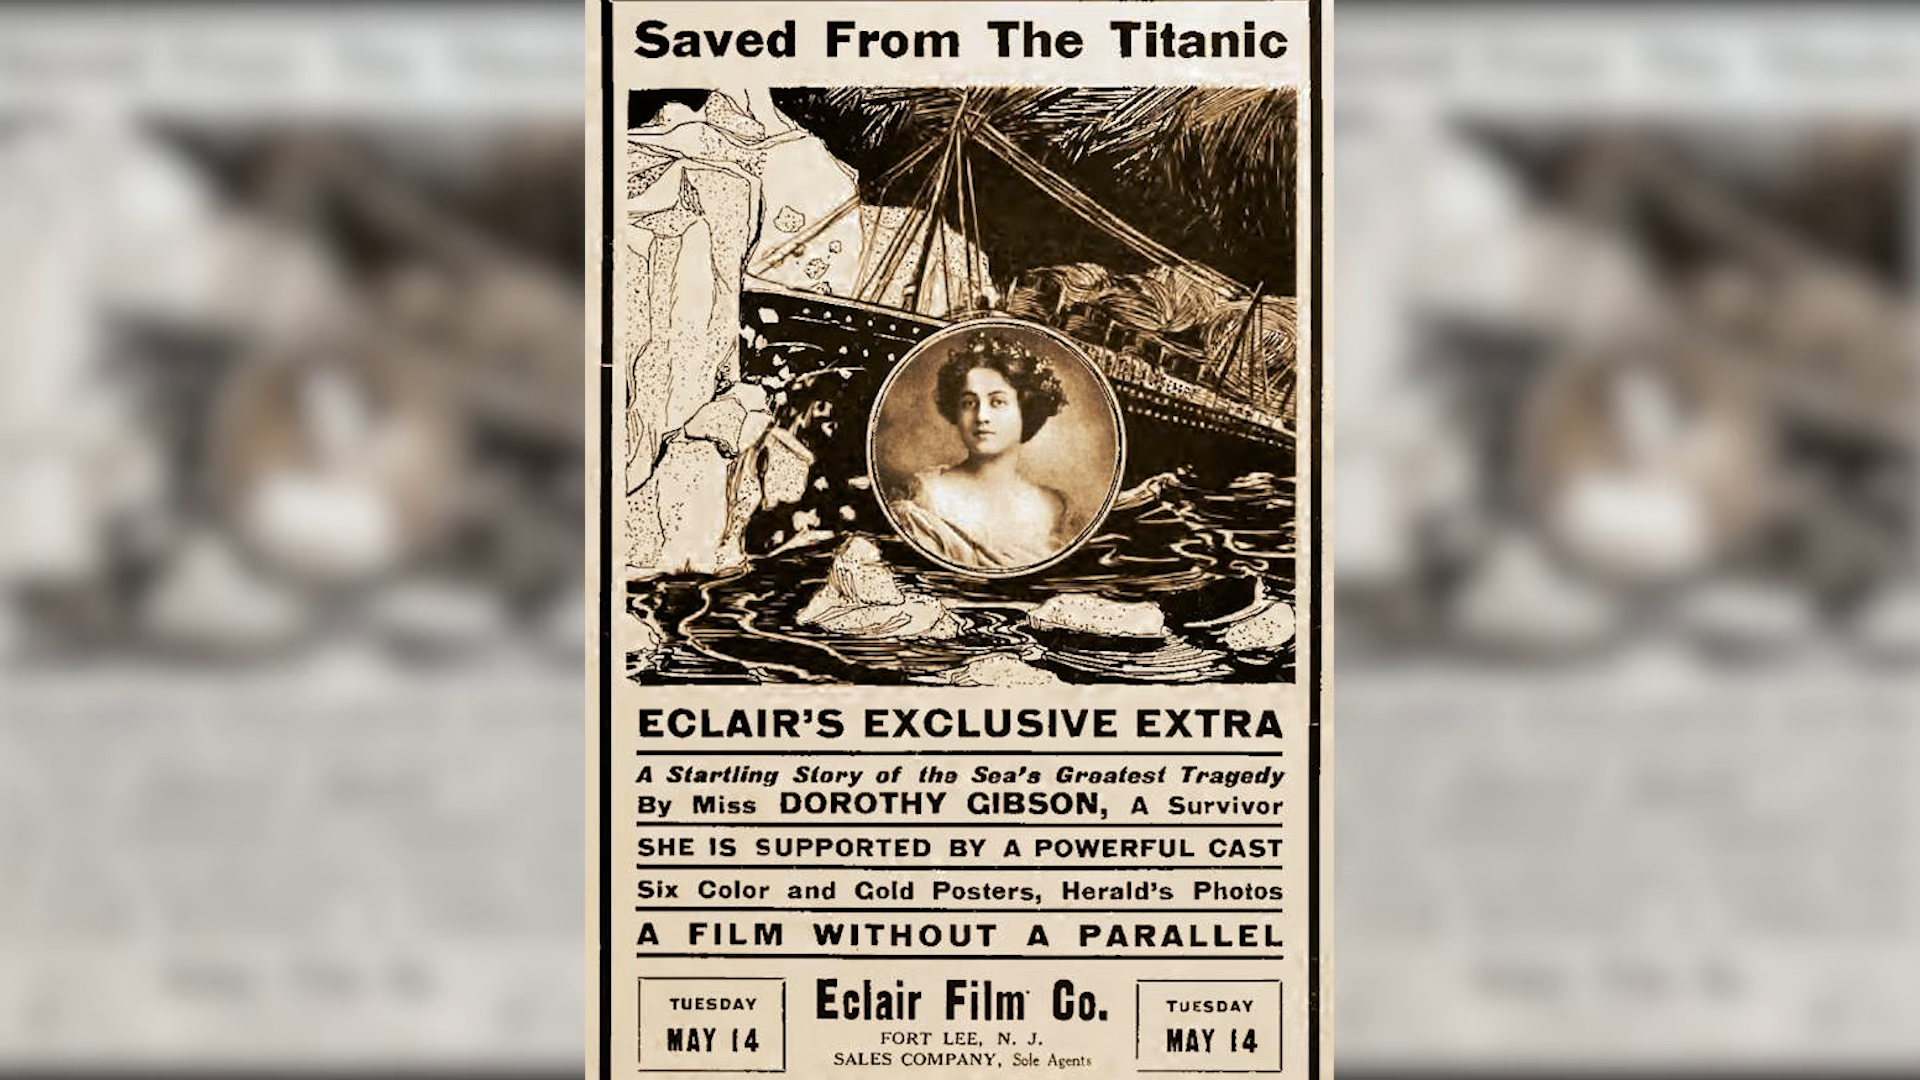 Saved From The Titanic
ECLAIR'S EXCLUSIVE EXTRA
A Startling Story of the Sea's Greatest Tragedy
By Miss DOROTHY GIBSON, A Survivor
SHE IS SUPPORTED BY A POWERFUL CAST
Six Color and Gold Posters, Herald's Photos
A FILM WITHOUT A PARALLEL
TUESDAY
MAY 14
Eclair Film Co.
FORT LEE, N. J.
SALES COMPANY, Sole Agents
TUESDAY
MAY 14